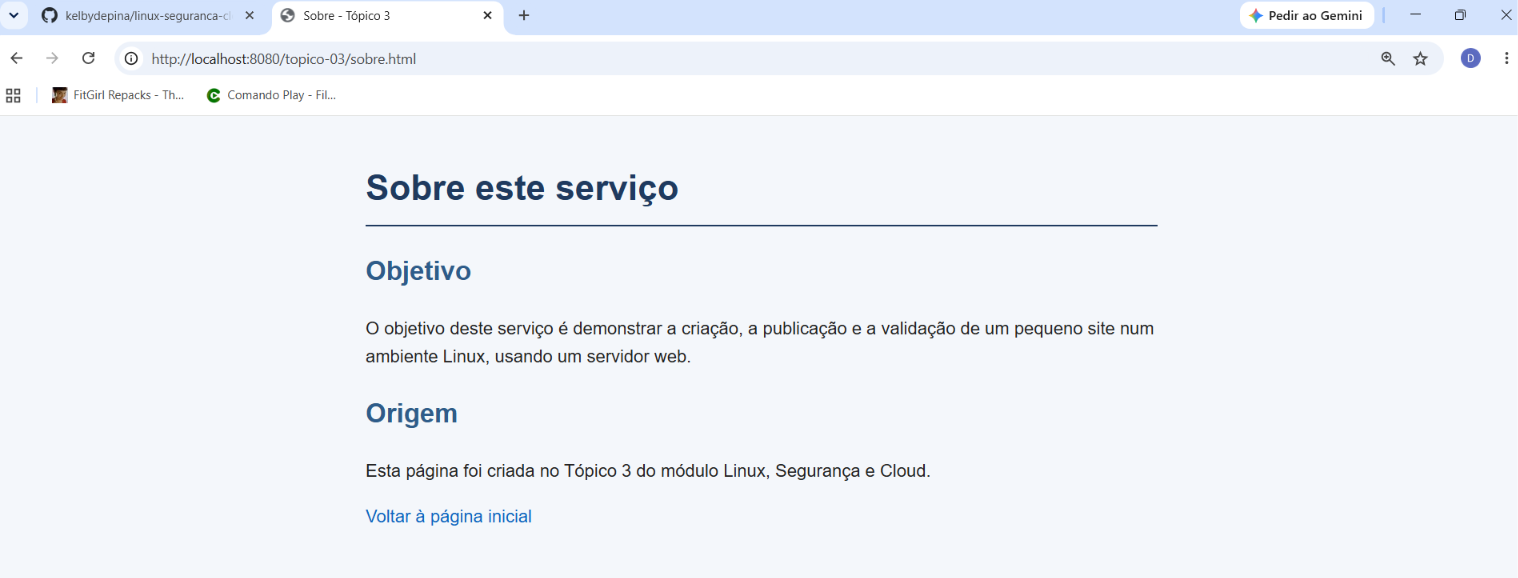 kelbydepina/linux-seguranca-cl
Sobre - Tópico 3
Pedir ao Gemini
http://localhost:8080/topico-03/sobre.html
D
FitGirl Repacks - Th...
Comando Play - Fil...
Sobre este serviço
Objetivo
O objetivo deste serviço é demonstrar a criação, a publicação e a validação de um pequeno site num
ambiente Linux, usando um servidor web.
Origem
Esta página foi criada no Tópico 3 do módulo Linux, Segurança e Cloud.
Voltar à página inicial